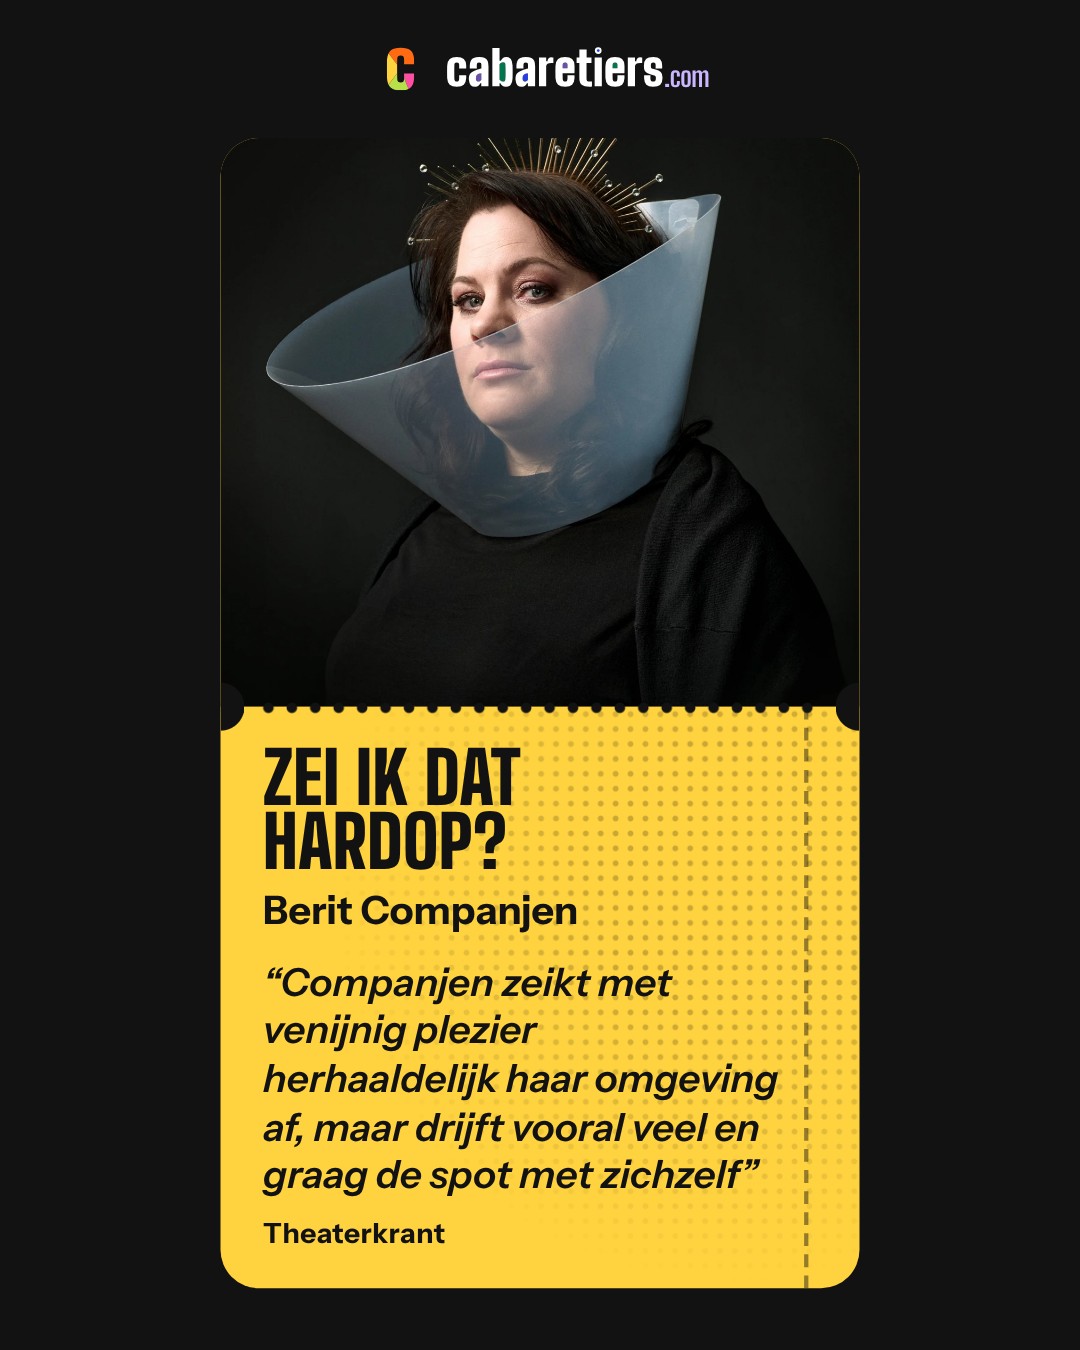 cabaretiers.com
ZEI IK DAT
HARDOP?
Berit Companjen
“Companjen zeikt met
venijnig plezier
herhaaldelijk haar omgeving
af, maar drijft vooral veel en
graag de spot met zichzelf”
Theaterkrant